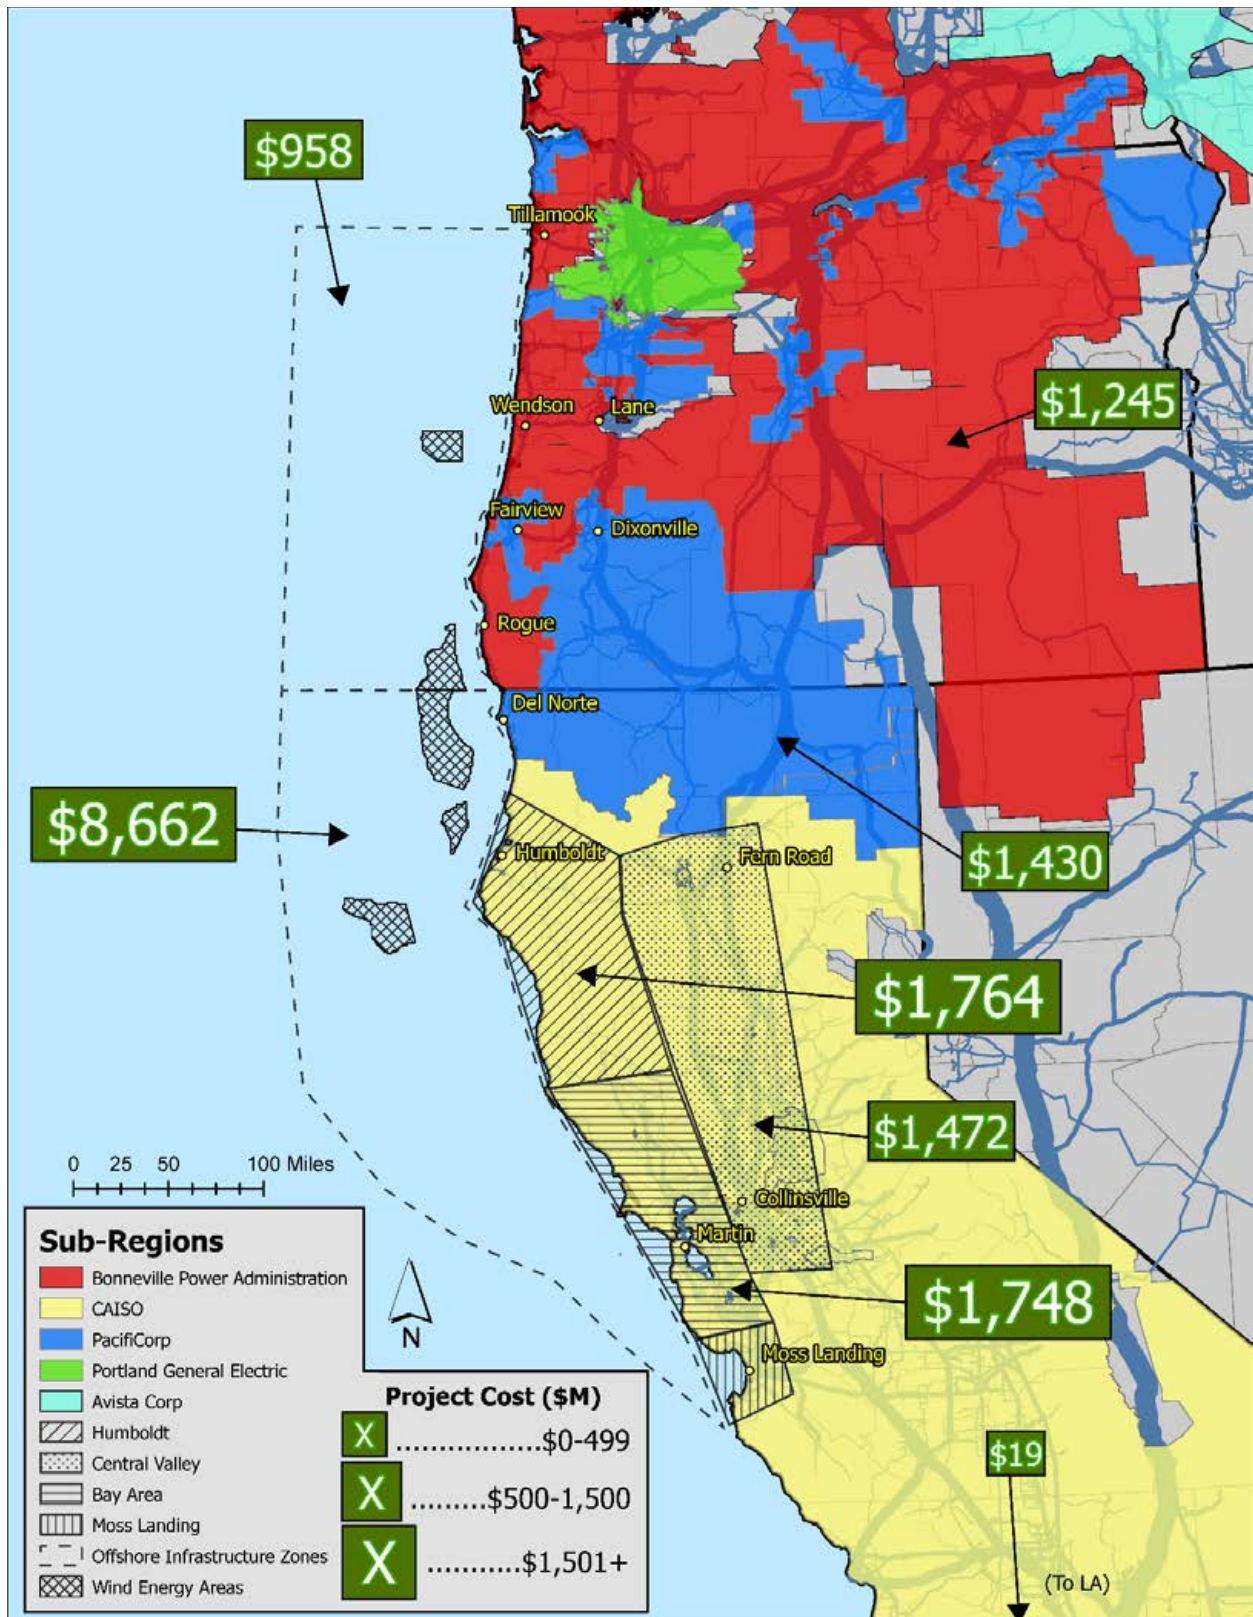 $958
Tillamook
$1,245
Wendson
Lane
Fairview
Dixonville
Rogue
Del Norte
$8,662
$1,430
Humboldt
Fern Road
$1,764
$1,472
0 25 50 100 Miles
Collinsville
Martin
$1,748
Moss Landing
$19
(To LA)
N
Sub-Regions
Bonneville Power Administration
CAISO
PacifiCorp
Portland General Electric
Avista Corp
Humboldt
Central Valley
Bay Area
Moss Landing
Offshore Infrastructure Zones
Wind Energy Areas
Project Cost ($M)
X .................$0-499
X .........$500-1,500
X ...........$1,501+